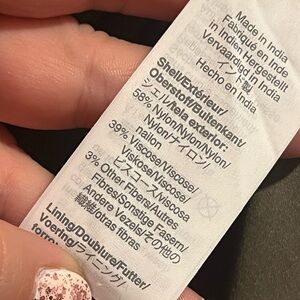 Made in India
Fabriqué en Inde
in Indien Hergestellt
Vervaardigd in India
インド製
Hecho en India
Shell/Extérieur/
Oberstoff/Buitenkant/
シェル/tela exterior:
58% Nylon/Nylon/Nylon/
Nylon/ナイロン/
nailon
39% Viscose/Viscose/
Viskose/Viscose/
ビスコース/viscosa
3% Other Fibers/Autres
Fibres/Sonstige Fasern/
Andere Vezels/その他の
繊維/otras fibras
Lining/Doublure/Futter/
Voering/ライニング/